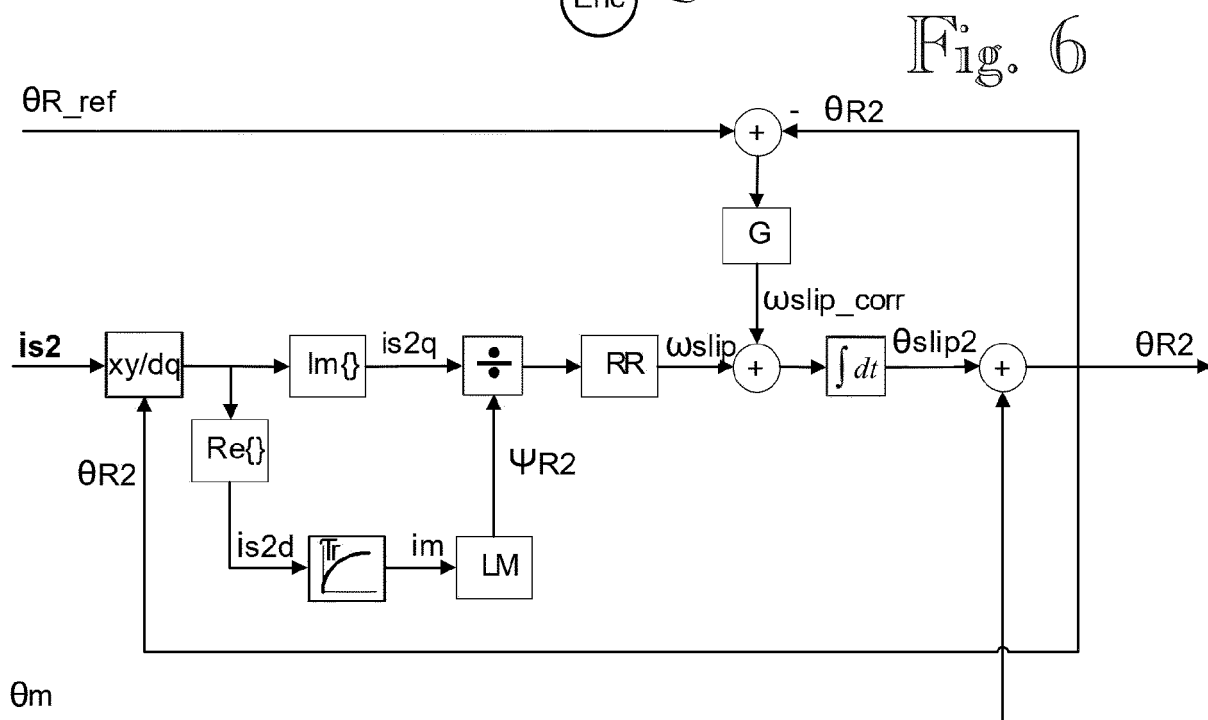 Enc
Fig. 6
θR_ref
- θR2
+
G
ωslip_corr
is2
xy/dq
Im{}
is2q
÷
RR
ωslip
+
∫ dt
θslip2
+
θR2
Re{}
θR2
ΨR2
is2d
Tr
im
LM
θm